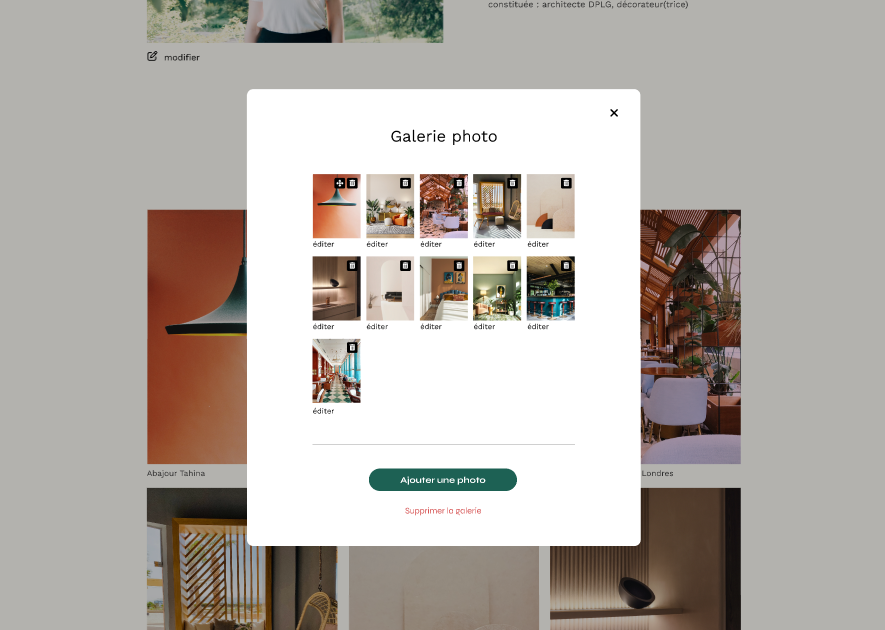 constituée : architecte DPLG, décorateur(trice)
modifier
Galerie photo
éditer éditer éditer éditer éditer
éditer éditer éditer éditer éditer
éditer
Abajour Tahina
Londres
Ajouter une photo
Supprimer la galerie